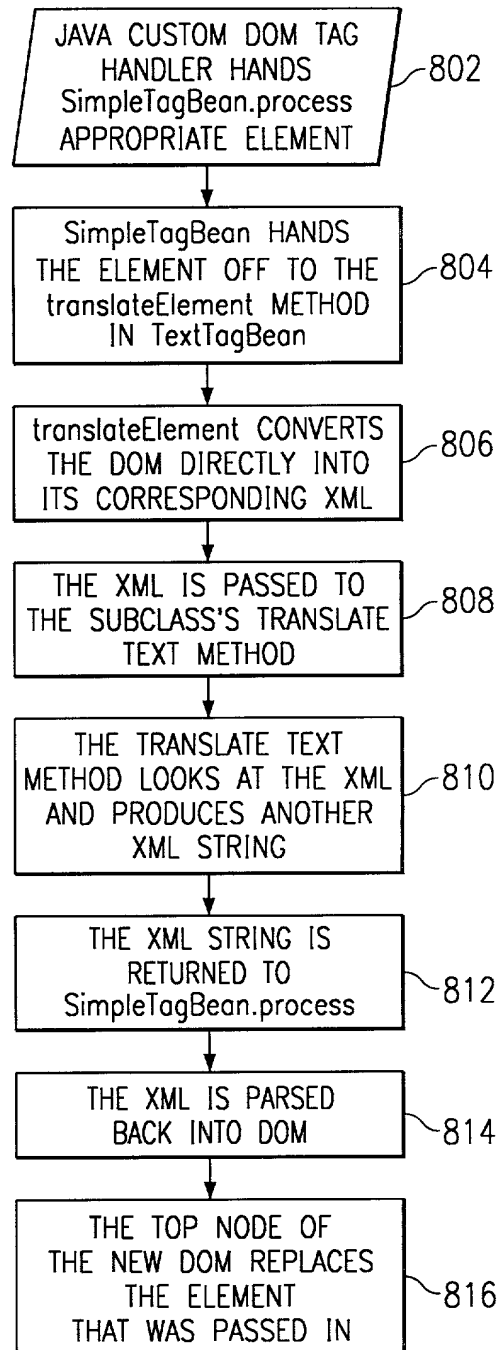 JAVA CUSTOM DOM TAG
HANDLER HANDS
SimpleTagBean.process
APPROPRIATE ELEMENT
802
SimpleTagBean HANDS
THE ELEMENT OFF TO THE
translateElement METHOD
IN TextTagBean
804
translateElement CONVERTS
THE DOM DIRECTLY INTO
ITS CORRESPONDING XML
806
THE XML IS PASSED TO
THE SUBCLASS'S TRANSLATE
TEXT METHOD
808
THE TRANSLATE TEXT
METHOD LOOKS AT THE XML
AND PRODUCES ANOTHER
XML STRING
810
THE XML STRING IS
RETURNED TO
SimpleTagBean.process
812
THE XML IS PARSED
BACK INTO DOM
814
THE TOP NODE OF
THE NEW DOM REPLACES
THE ELEMENT
THAT WAS PASSED IN
816